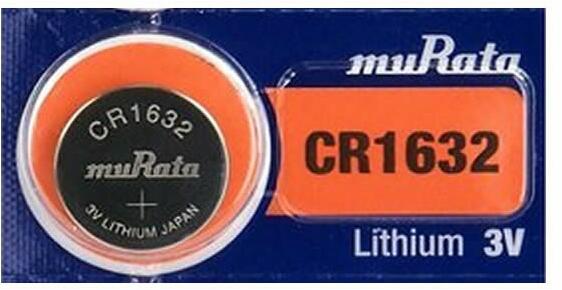 CR1632
muRata
+
3V LITHIUM JAPAN
muRata
CR1632
Lithium 3V